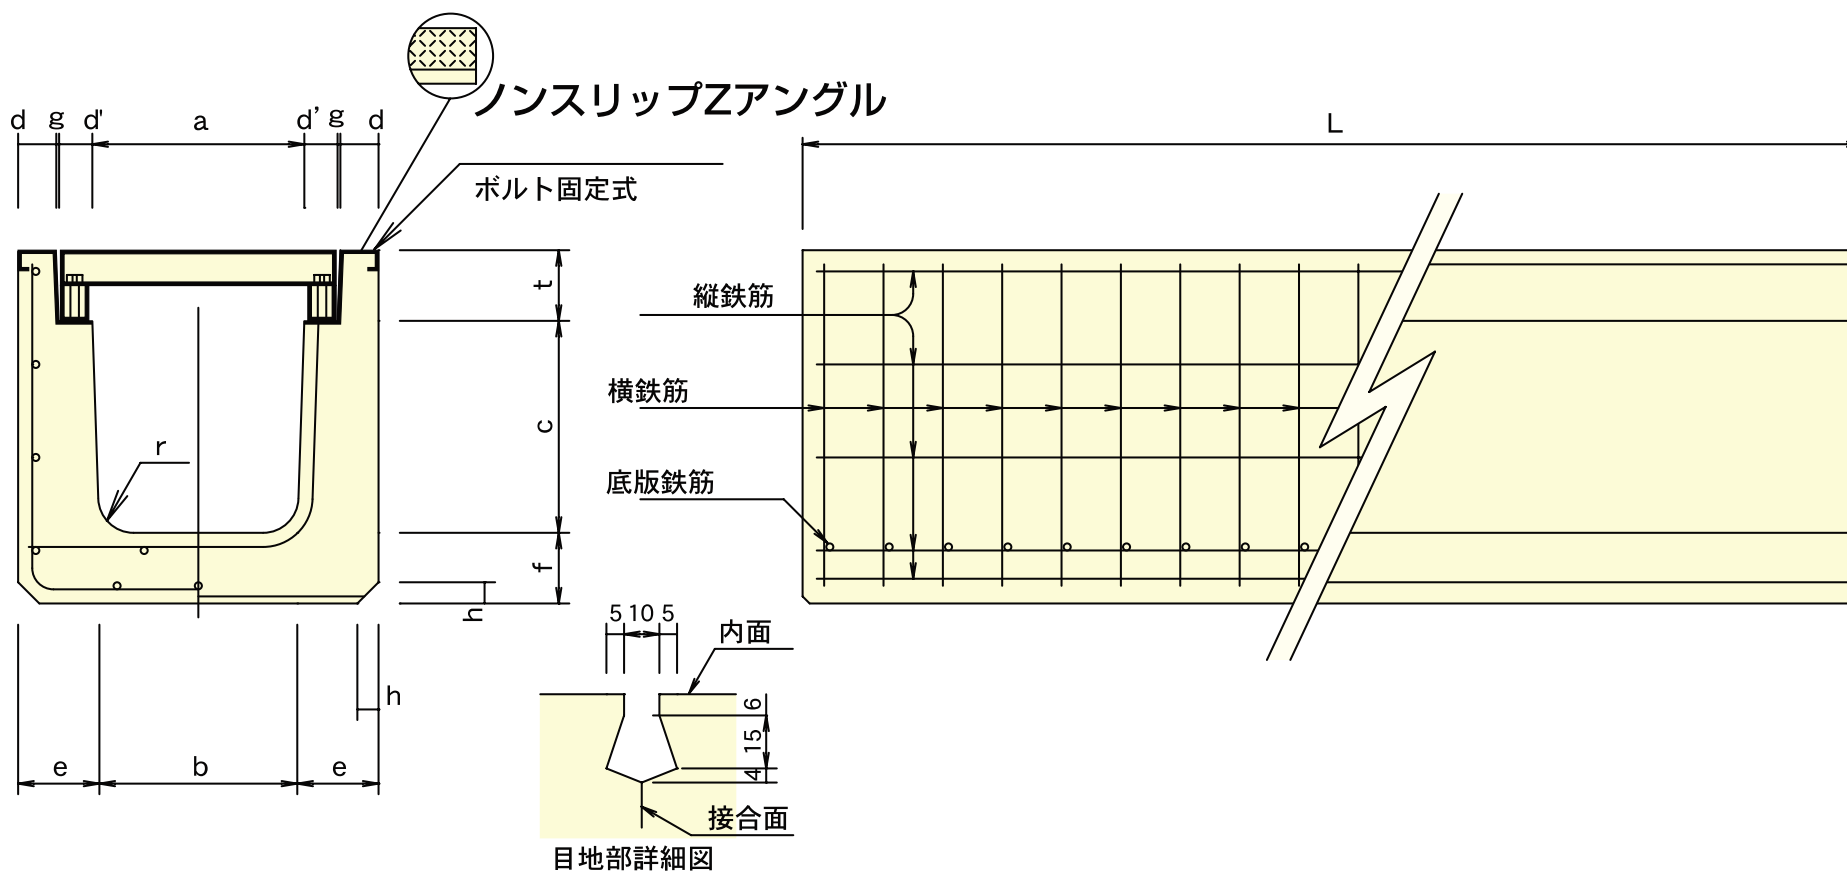 ノンスリップZアングル
d g d' a d' g d
L
ボルト固定式
t
縦鉄筋
横鉄筋
c
r
底版鉄筋
f
h
5 10 5
内面
h
6
15
4
e b e
接合面
目地部詳細図